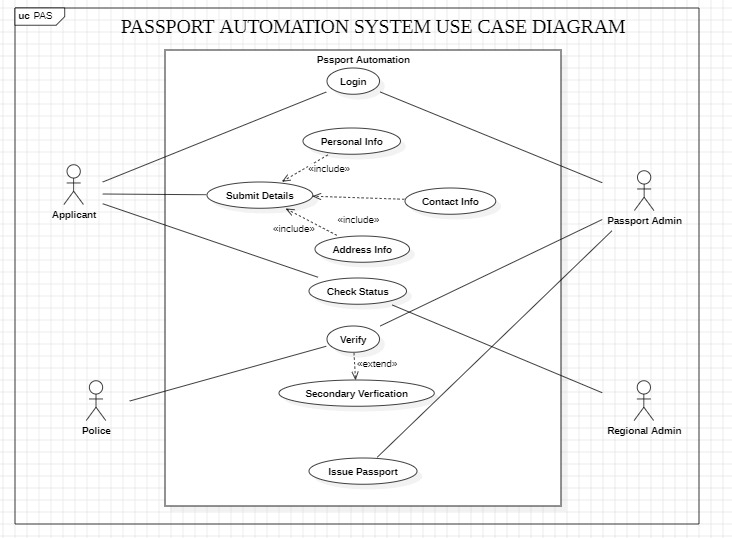 uc PAS
PASSPORT AUTOMATION SYSTEM USE CASE DIAGRAM
Pssport Automation
Login
Personal Info
«include»
Submit Details
Contact Info
Applicant
Passport Admin
«include»
«include»
Address Info
Check Status
Verify
«extend»
Secondary Verfication
Police
Regional Admin
Issue Passport